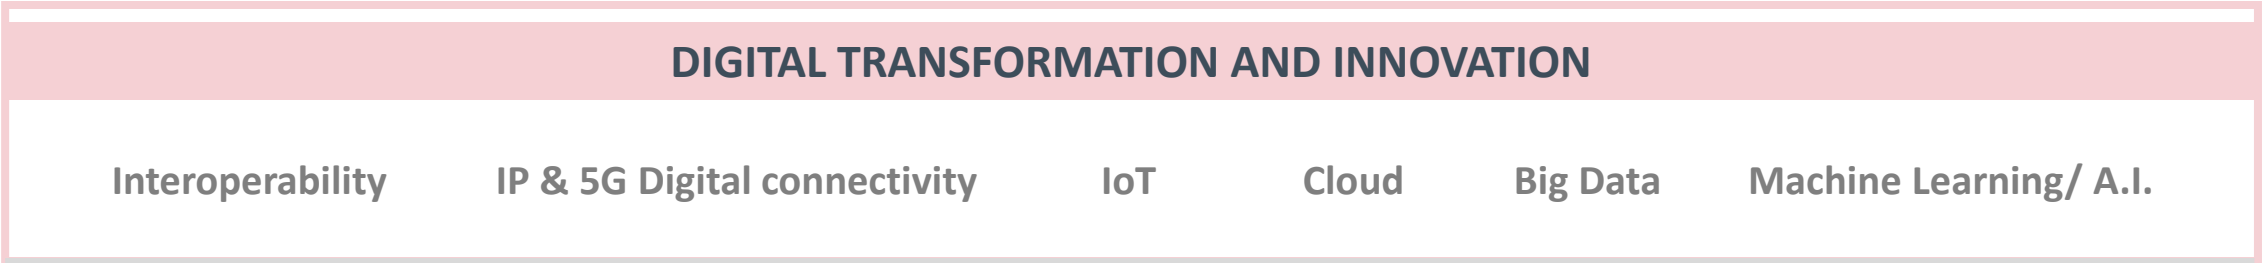 DIGITAL TRANSFORMATION AND INNOVATION
Interoperability IP & 5G Digital connectivity IoT Cloud Big Data Machine Learning/ A.I.